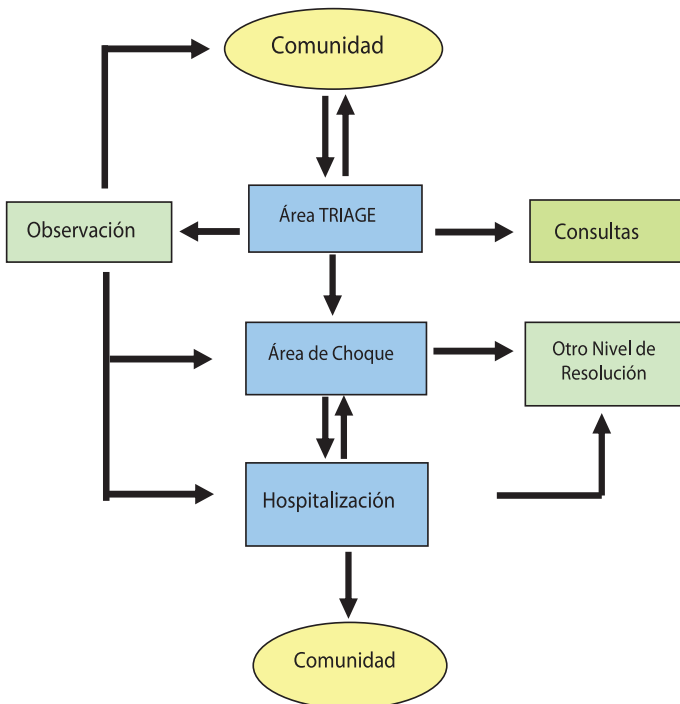 Comunidad
Área TRIAGE
Observación
Consultas
Área de Choque
Otro Nivel de
Resolución
Hospitalización
Comunidad